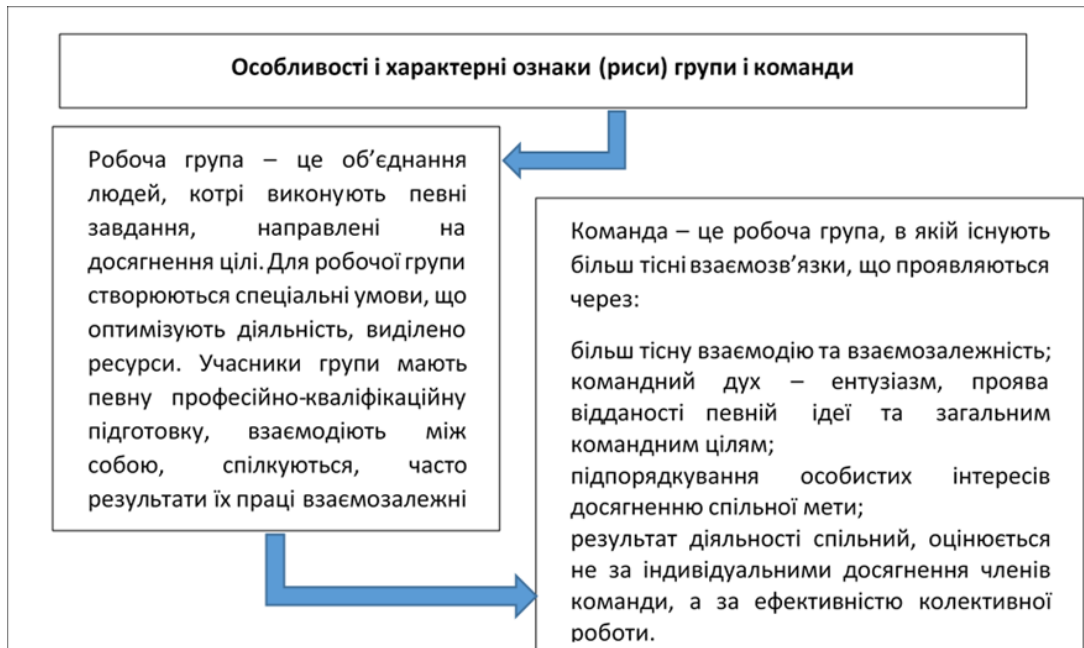 Особливості і характерні ознаки (риси) групи і команди
Робоча група – це об’єднання
людей, котрі виконують певні
завдання, направлені на
досягнення цілі. Для робочої групи
створюються спеціальні умови, що
оптимізують діяльність, виділено
ресурси. Учасники групи мають
певну професійно-кваліфікаційну
підготовку, взаємодіють між
собою, спілкуються, часто
результати їх праці взаємозалежні
Команда – це робоча група, в якій існують
більш тісні взаємозв’язки, що проявляються
через:
більш тісну взаємодію та взаємозалежність;
командний дух – ентузіазм, проява
відданості певній ідеї та загальним
командним цілям;
підпорядкування особистих інтересів
досягненню спільної мети;
результат діяльності спільний, оцінюється
не за індивідуальними досягнення членів
команди, а за ефективністю колективної
роботи.